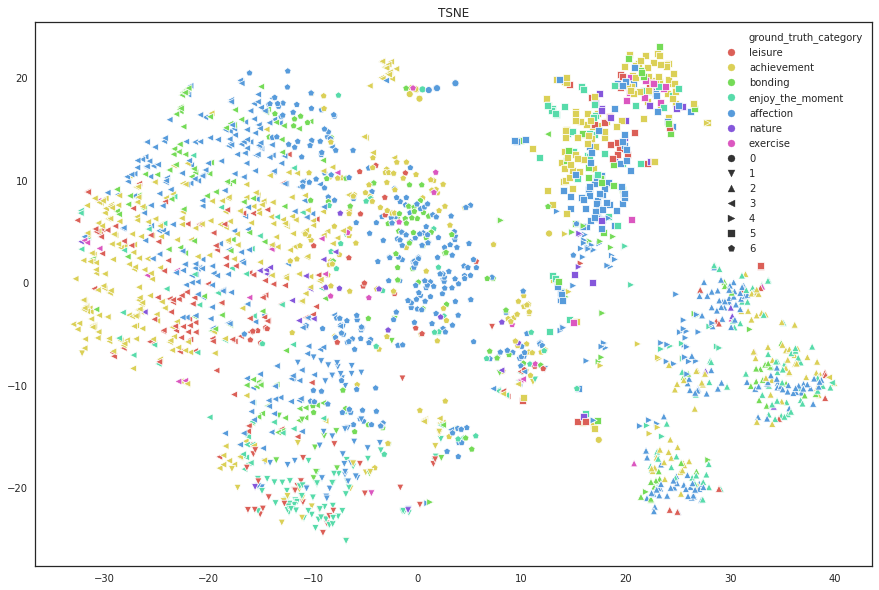 TSNE
ground_truth_category
leisure
achievement
bonding
enjoy_the_moment
affection
nature
exercise
0
1
2
3
4
5
6
20
10
0
−10
−20
−30 −20 −10 0 10 20 30 40